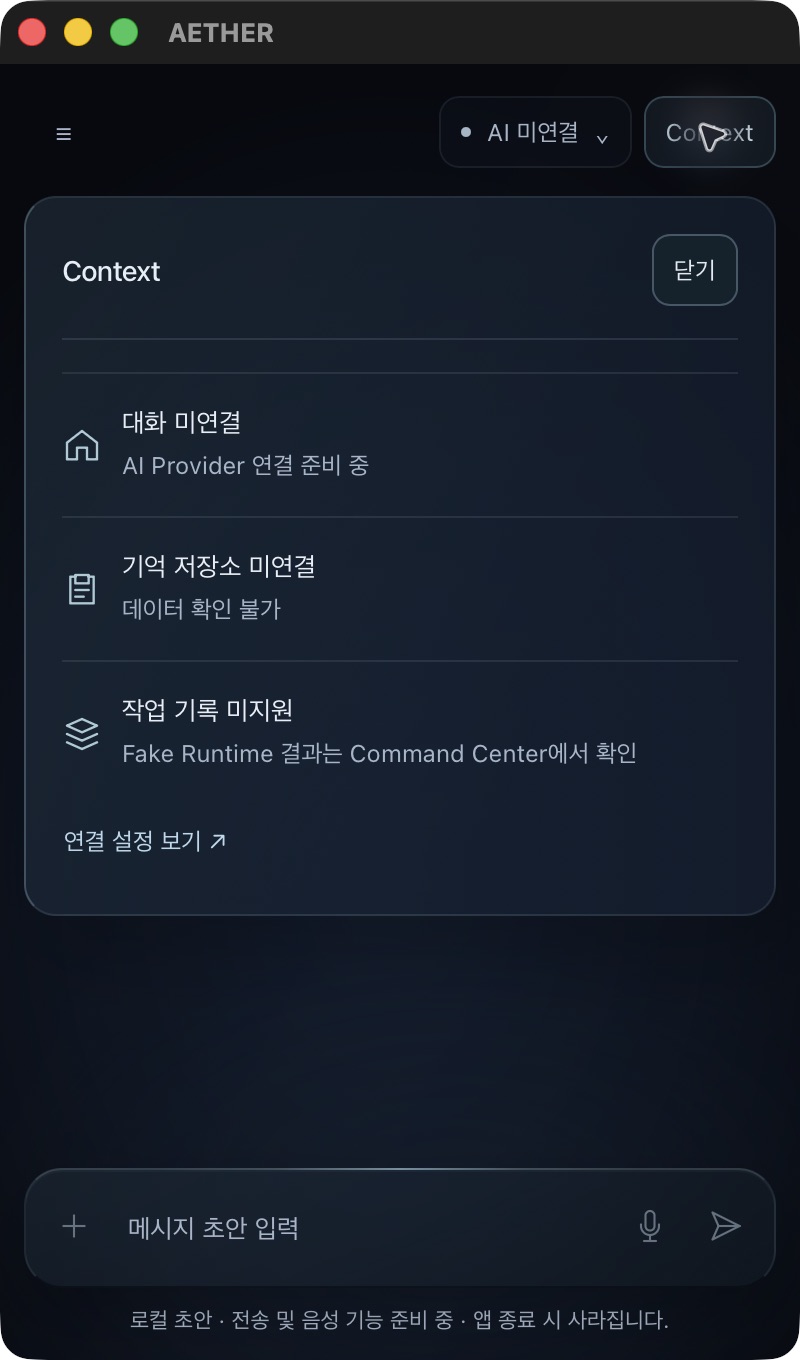 AETHER
AI 미연결
Context
Context
닫기
대화 미연결
AI Provider 연결 준비 중
기억 저장소 미연결
데이터 확인 불가
작업 기록 미지원
Fake Runtime 결과는 Command Center에서 확인
연결 설정 보기 ↗
메시지 초안 입력
로컬 초안 · 전송 및 음성 기능 준비 중 · 앱 종료 시 사라집니다.